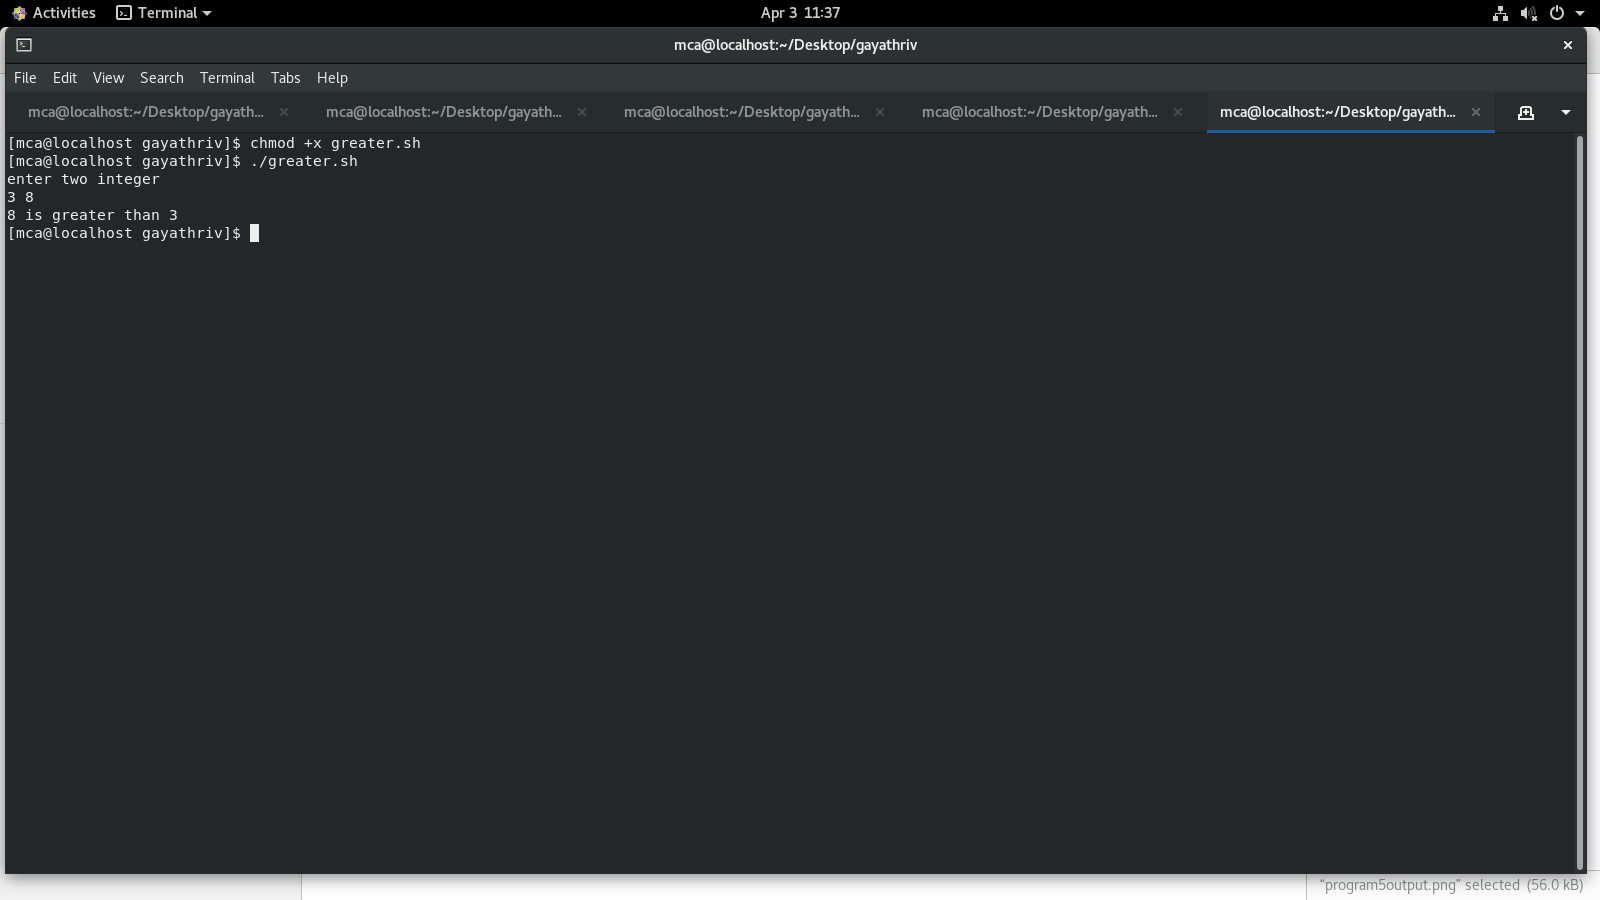 Activities Terminal Apr 3 11:37
mca@localhost:~/Desktop/gayathriv
File Edit View Search Terminal Tabs Help
mca@localhost:~/Desktop/gayath... mca@localhost:~/Desktop/gayath... mca@localhost:~/Desktop/gayath... mca@localhost:~/Desktop/gayath... mca@localhost:~/Desktop/gayath...
[mca@localhost gayathriv]$ chmod +x greater.sh
[mca@localhost gayathriv]$ ./greater.sh
enter two integer
3 8
8 is greater than 3
[mca@localhost gayathriv]$
“program5output.png” selected (56.0 kB)